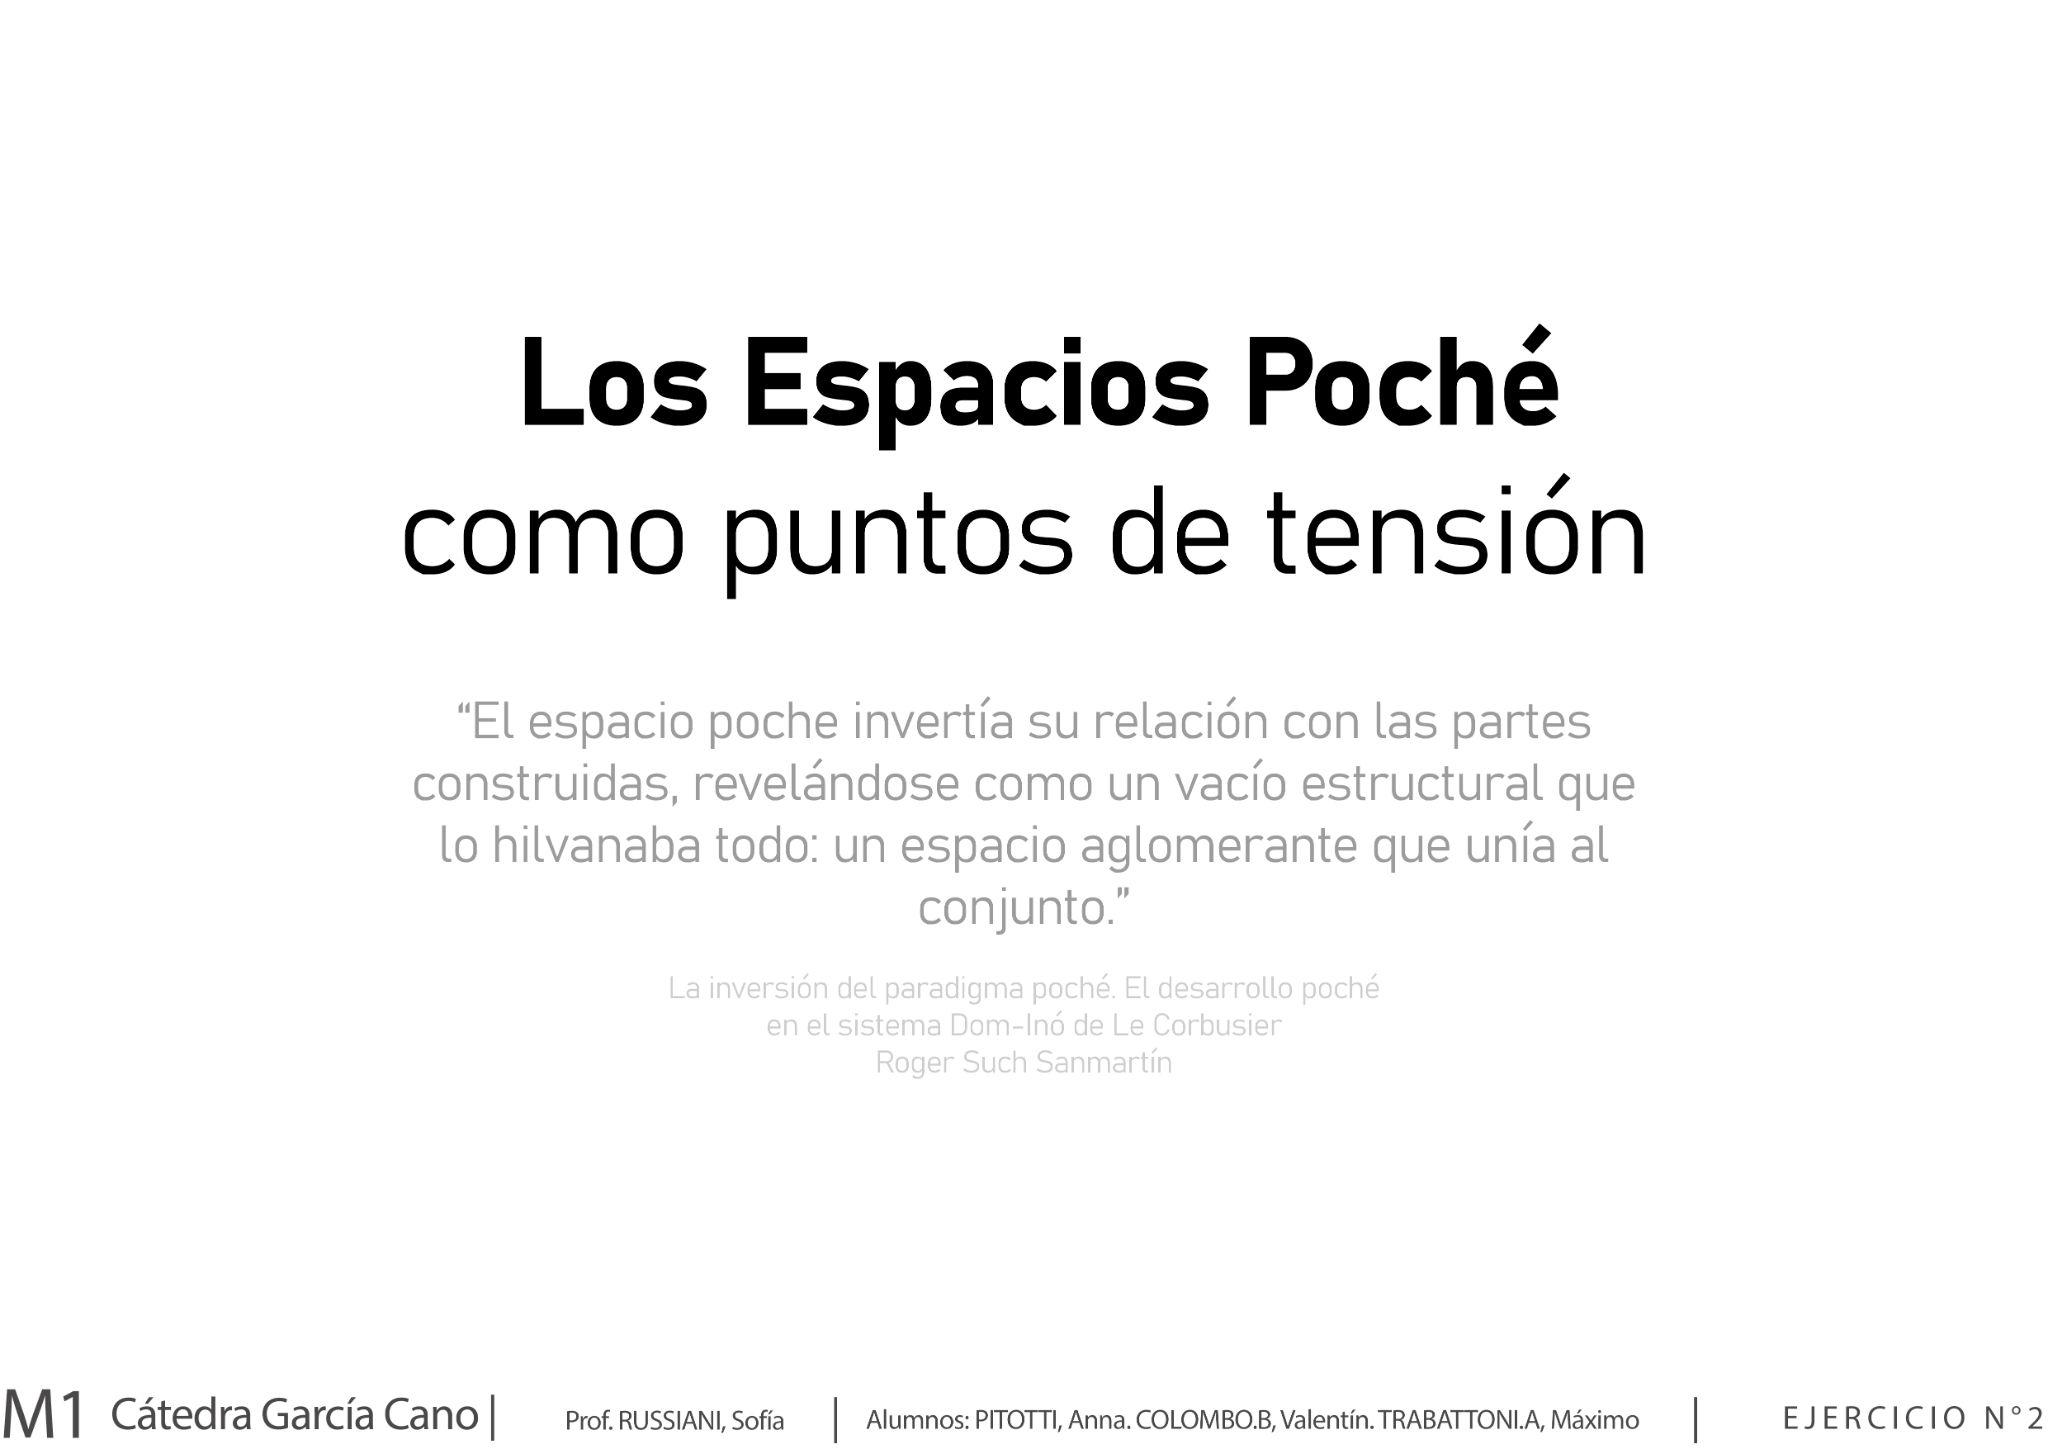 Los Espacios Poché
como puntos de tensión
“El espacio poche invertía su relación con las partes
construidas, revelándose como un vacío estructural que
lo hilvanaba todo: un espacio aglomerante que unía al
conjunto.”
La inversión del paradigma poché. El desarrollo poché
en el sistema Dom-Inó de Le Corbusier
Roger Such Sanmartín
M1 Cátedra García Cano | Prof. RUSSIANI, Sofía | Alumnos: PITOTTI, Anna. COLOMBO.B, Valentín. TRABATTONI.A, Máximo | EJERCICIO N°2